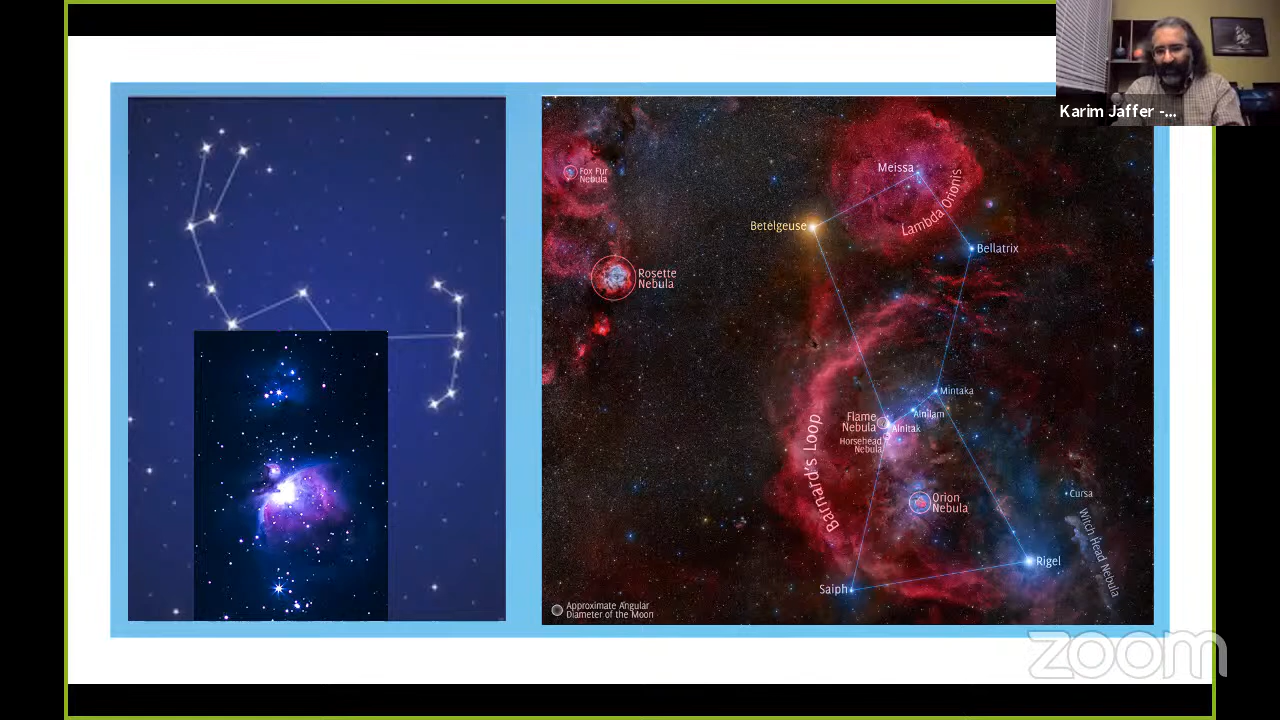 Karim Jaffer -...
Meissa
Lambda Orionis
Fox Fur
Nebula
Betelgeuse
Bellatrix
Rosette
Nebula
Mintaka
Alnilam
Flame
Nebula
Alnitak
Horsehead
Nebula
Barnard's Loop
Orion
Nebula
Cursa
Witch Head Nebula
Rigel
Saiph
Approximate Angular
Diameter of the Moon
zoom